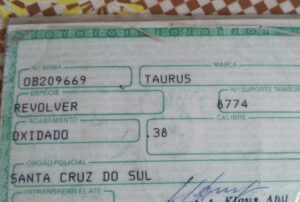 Nº ARMA MARCA
OB209669 TAURUS
ESPÉCIE Nº SUPORTE TAMBOR
REVOLVER 8774
ACABAMENTO CALIBRE
OXIDADO .38
ÓRGÃO POLICIAL
SANTA CRUZ DO SUL
INTRANSFERÍVEL ATÉ